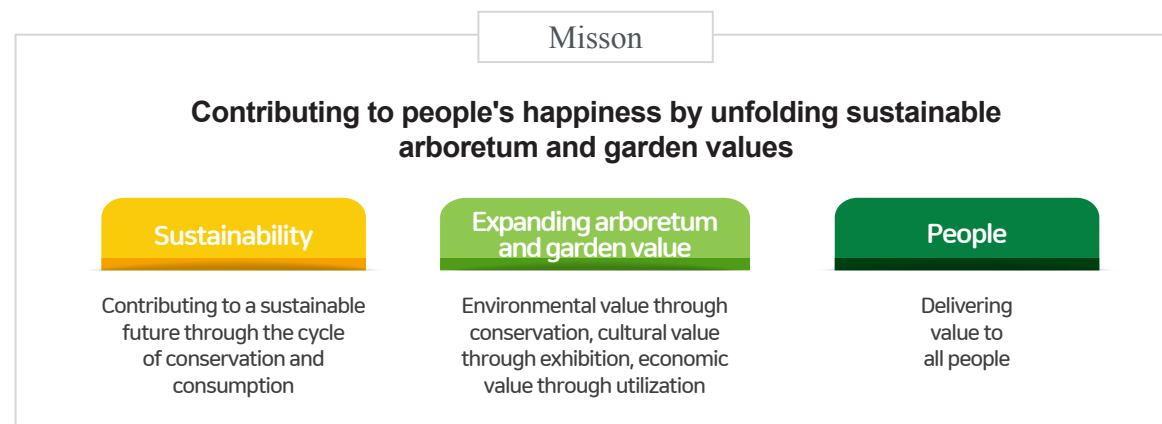 Misson
Contributing to people's happiness by unfolding sustainable
arboretum and garden values
Sustainability
Contributing to a sustainable
future through the cycle
of conservation and
consumption
Expanding arboretum
and garden value
Environmental value through
conservation, cultural value
through exhibition, economic
value through utilization
People
Delivering
value to
all people